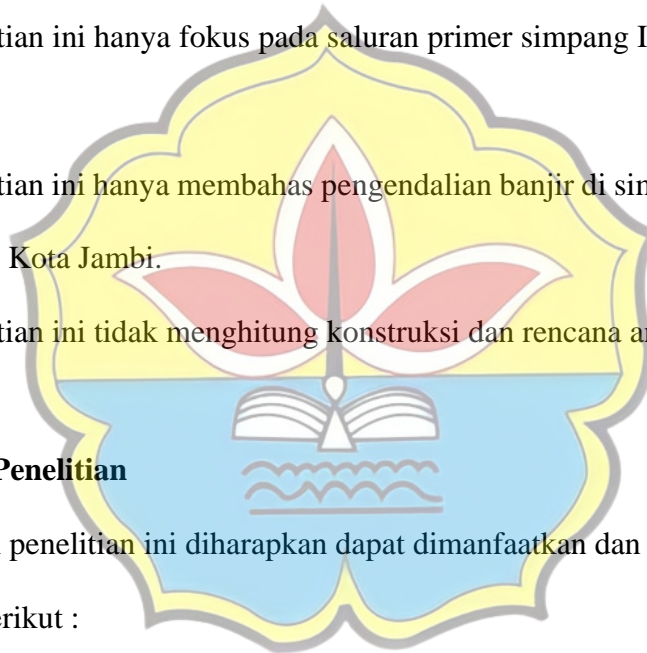 tian ini hanya fokus pada saluran primer simpang I
tian ini hanya membahas pengendalian banjir di sim
Kota Jambi.
tian ini tidak menghitung konstruksi dan rencana an
Penelitian
penelitian ini diharapkan dapat dimanfaatkan dan
erikut :